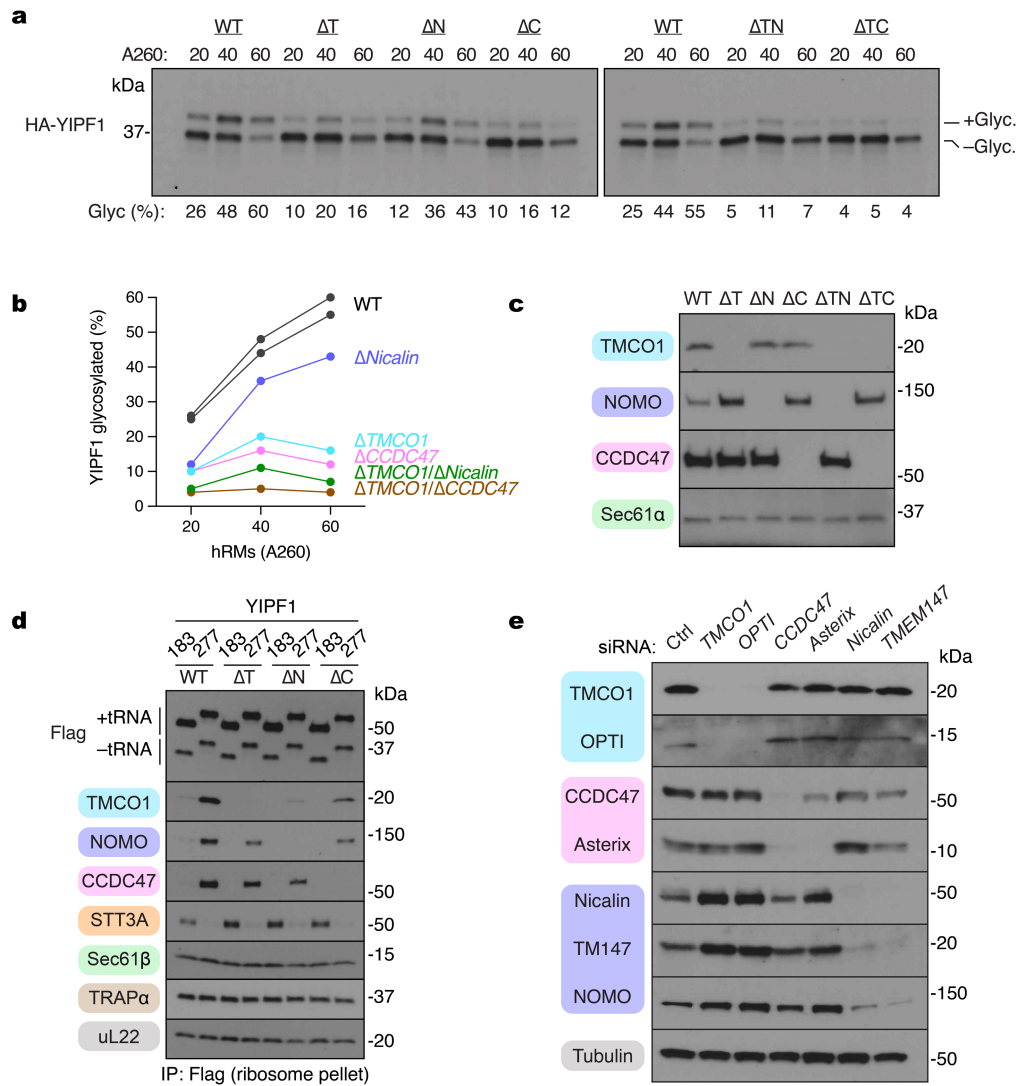 a
WT ΔT ΔN ΔC WT ΔTN ΔTC
A260: 20 40 60 20 40 60 20 40 60 20 40 60 20 40 60 20 40 60 20 40 60
kDa
HA-YIPF1
37-
+Glyc.
–Glyc.
Glyc (%): 26 48 60 10 20 16 12 36 43 10 16 12 25 44 55 5 11 7 4 5 4
b
YIPF1 glycosylated (%)
60
50
40
30
20
10
0
20 40 60
hRMs (A260)
WT
ΔNicalin
ΔTMCO1
ΔCCDC47
ΔTMCO1/ΔNicalin
ΔTMCO1/ΔCCDC47
c
WT ΔT ΔN ΔC ΔTN ΔTC
kDa
TMCO1 -20
NOMO -150
CCDC47 -50
Sec61α -37
d
YIPF1
183 277 183 277 183 277 183 277
WT ΔT ΔN ΔC
kDa
Flag
+tRNA -50
–tRNA -37
TMCO1 -20
NOMO -150
CCDC47 -50
STT3A -50
Sec61β -15
TRAPα -37
uL22 -20
IP: Flag (ribosome pellet)
e
siRNA: Ctrl TMCO1 OPTI CCDC47 Asterix Nicalin TMEM147
kDa
TMCO1 -20
OPTI -15
CCDC47 -50
Asterix -10
Nicalin -50
TM147 -20
NOMO -150
Tubulin -50